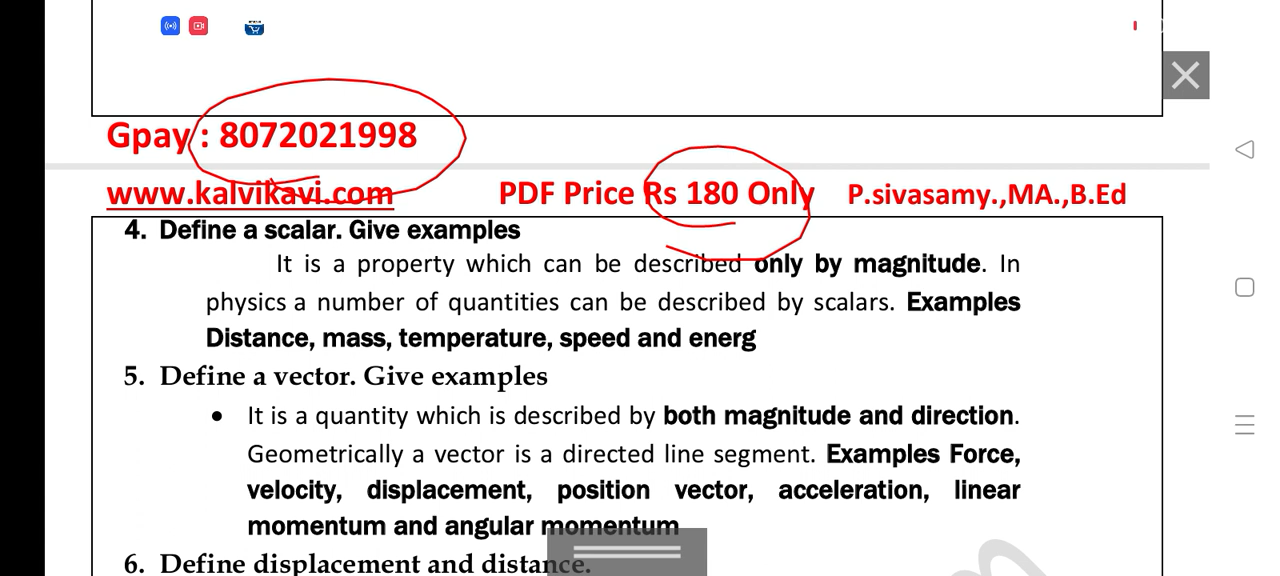 Gpay : 8072021998
www.kalvikavi.com PDF Price Rs 180 Only P.sivasamy.,MA.,B.Ed
4. Define a scalar. Give examples
It is a property which can be described only by magnitude. In
physics a number of quantities can be described by scalars. Examples
Distance, mass, temperature, speed and energ
5. Define a vector. Give examples
• It is a quantity which is described by both magnitude and direction.
Geometrically a vector is a directed line segment. Examples Force,
velocity, displacement, position vector, acceleration, linear
momentum and angular momentum
6. Define displacement and distance.